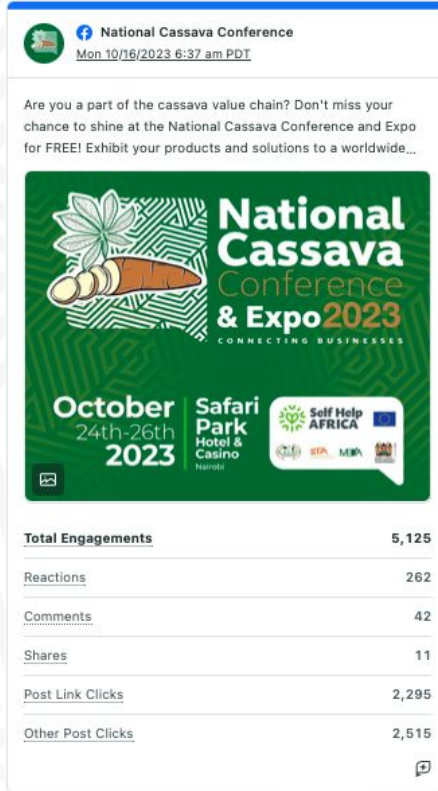 National Cassava Conference
Mon 10/16/2023 6:37 am PDT
Are you a part of the cassava value chain? Don't miss your
chance to shine at the National Cassava Conference and Expo
for FREE! Exhibit your products and solutions to a worldwide...
National
Cassava
Conference
& Expo2023
CONNECTING BUSINESSES
October
24th-26th
2023
Safari
Park
Hotel &
Casino
Nairobi
Self Help
AFRICA
IITA
MEDA
Total Engagements 5,125
Reactions 262
Comments 42
Shares 11
Post Link Clicks 2,295
Other Post Clicks 2,515